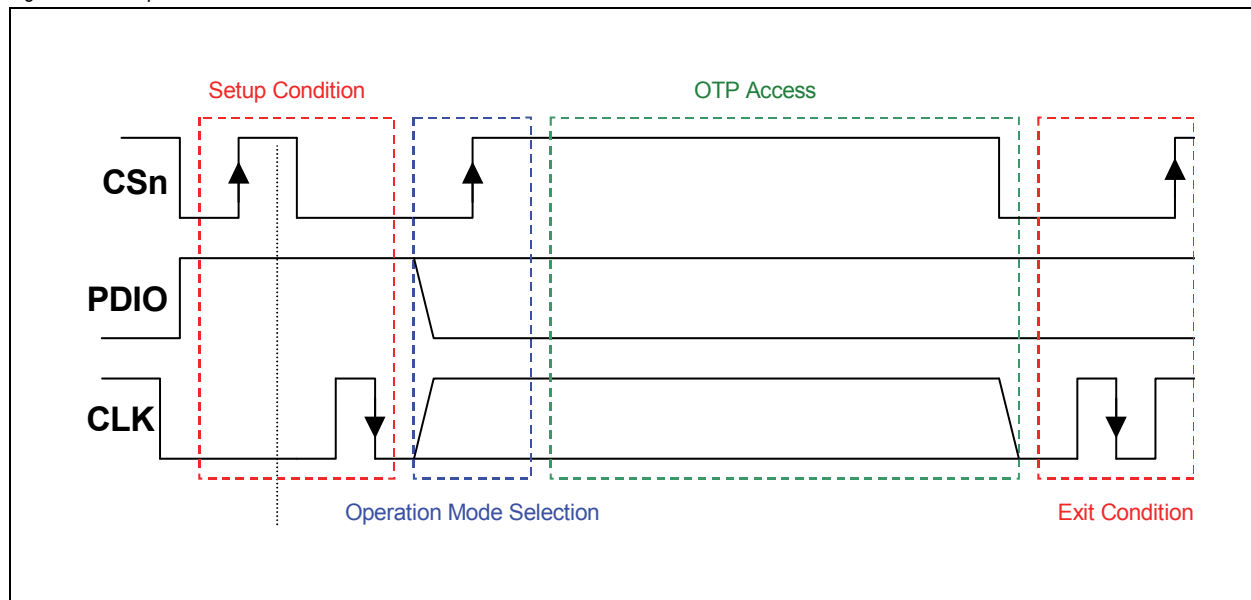 Setup Condition
OTP Access
CSn
PDIO
CLK
Operation Mode Selection
Exit Condition